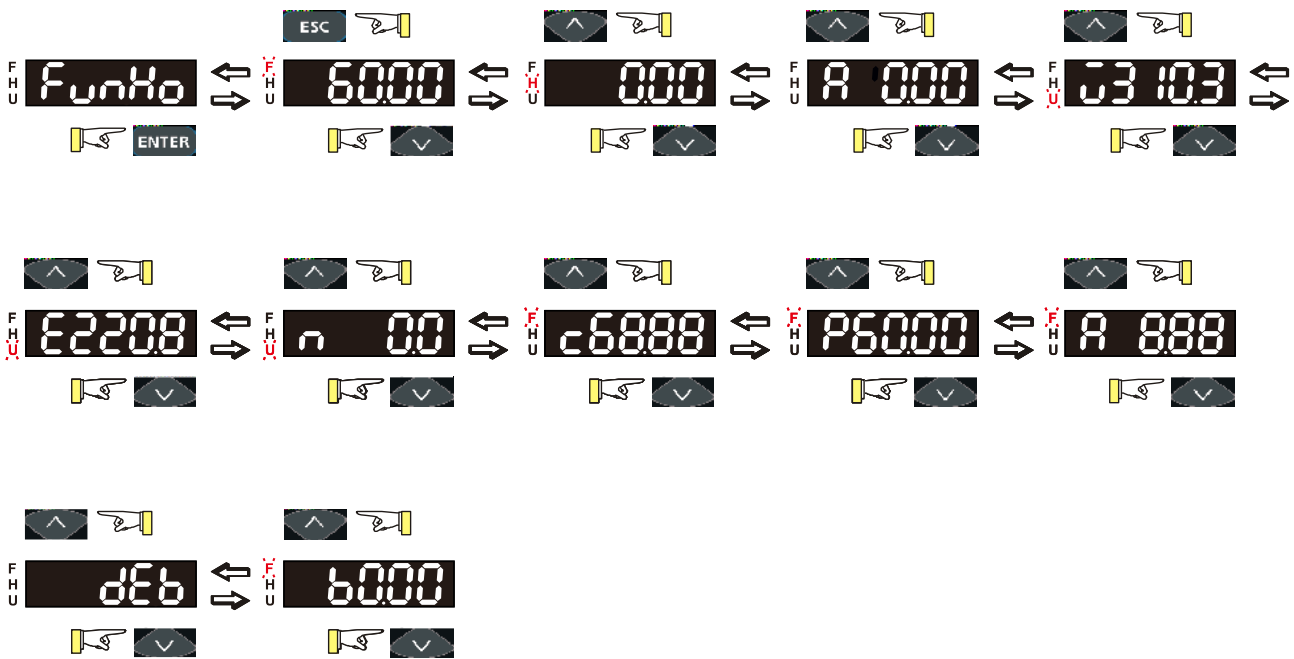 ESC
F
H
U
FunHo
F
H
U
60.00
F
H
U
0.00
F
H
U
A 0.00
F
H
U
u310.3
ENTER
F
H
U
E220.8
F
H
U
n 0.0
F
H
U
c68.88
F
H
U
P60.00
F
H
U
A 8.88
F
H
U
dEb
F
H
U
b0.00